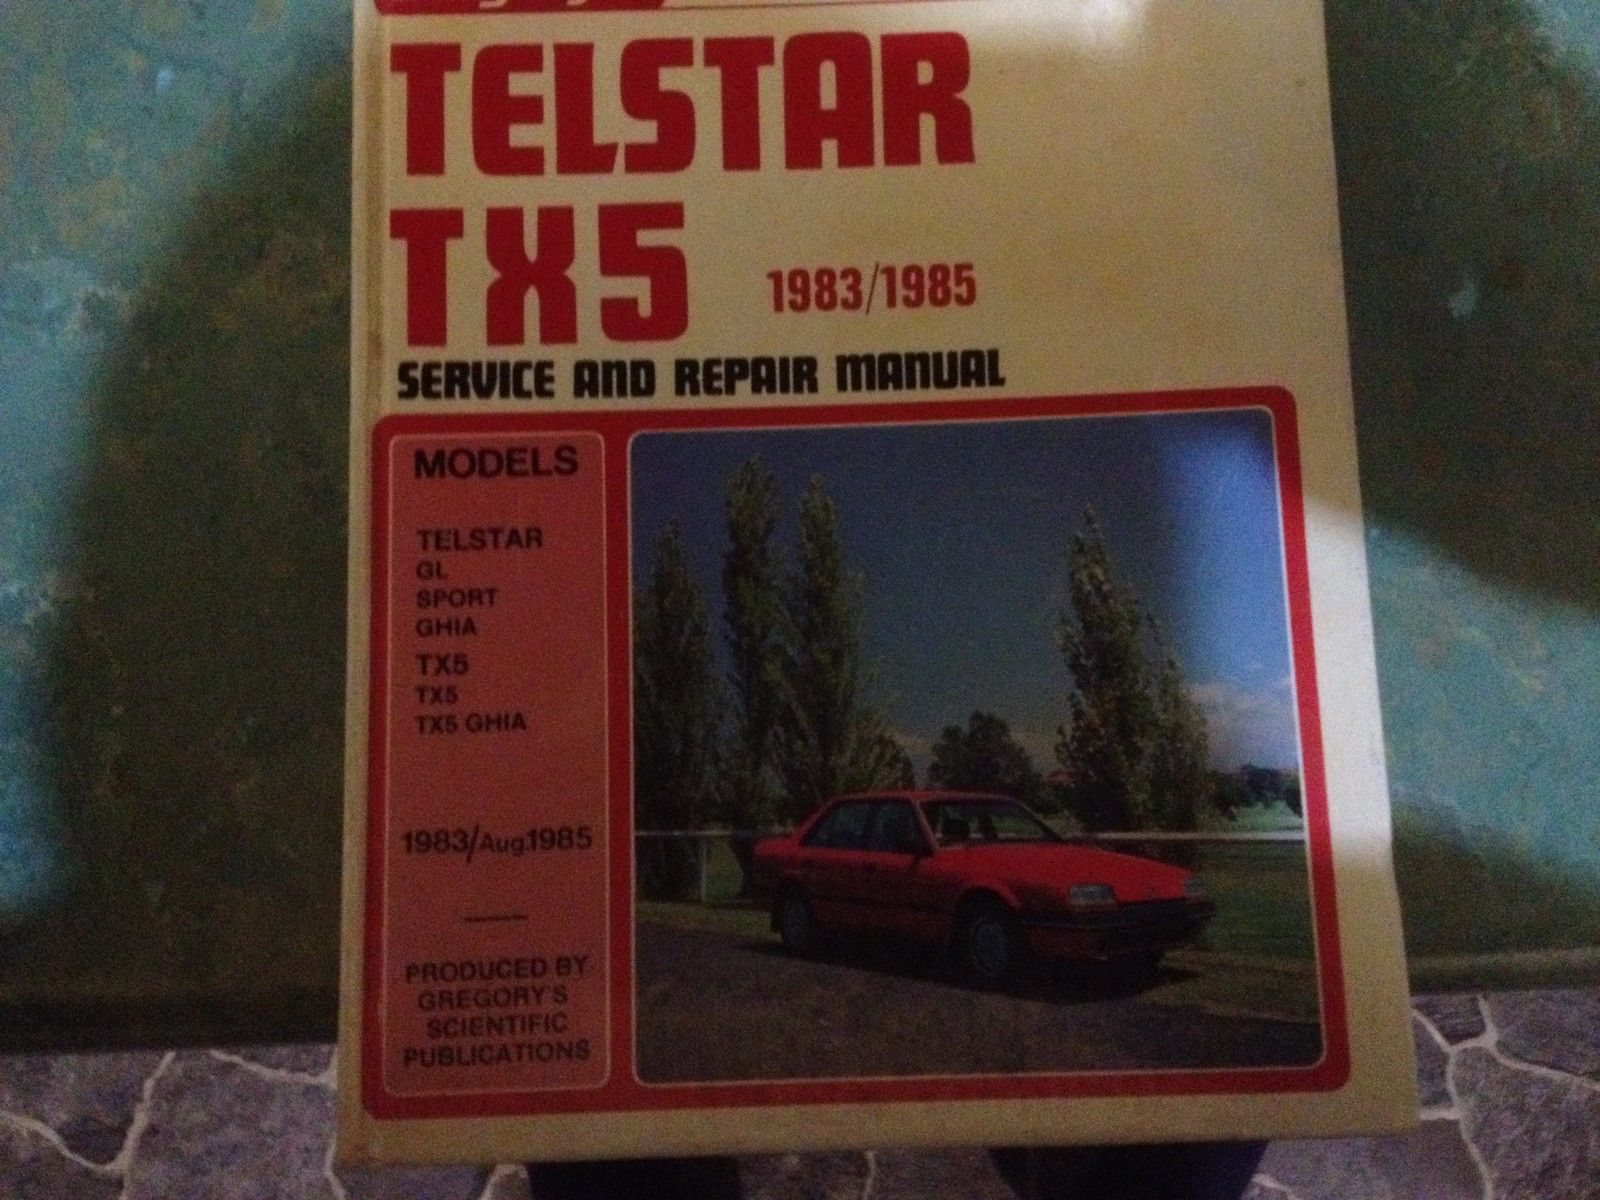 TELSTAR
TX5 1983/1985
SERVICE AND REPAIR MANUAL
MODELS
TELSTAR
GL
SPORT
GHIA
TX5
TX5
TX5 GHIA
1983/Aug.1985
PRODUCED BY
GREGORY'S
SCIENTIFIC
PUBLICATIONS